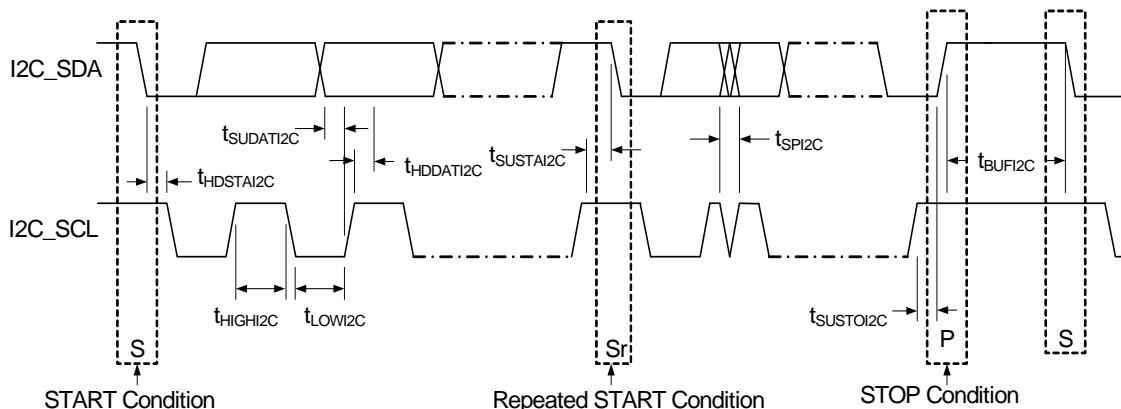 I2C_SDA
tSUDATI2C
tHDDATI2C
tSUSTAI2C
tSPI2C
tBUFI2C
tHDSTAI2C
I2C_SCL
tHIGHI2C
tLOWI2C
tSUSTOI2C
S
Sr
P
S
START Condition
Repeated START Condition
STOP Condition